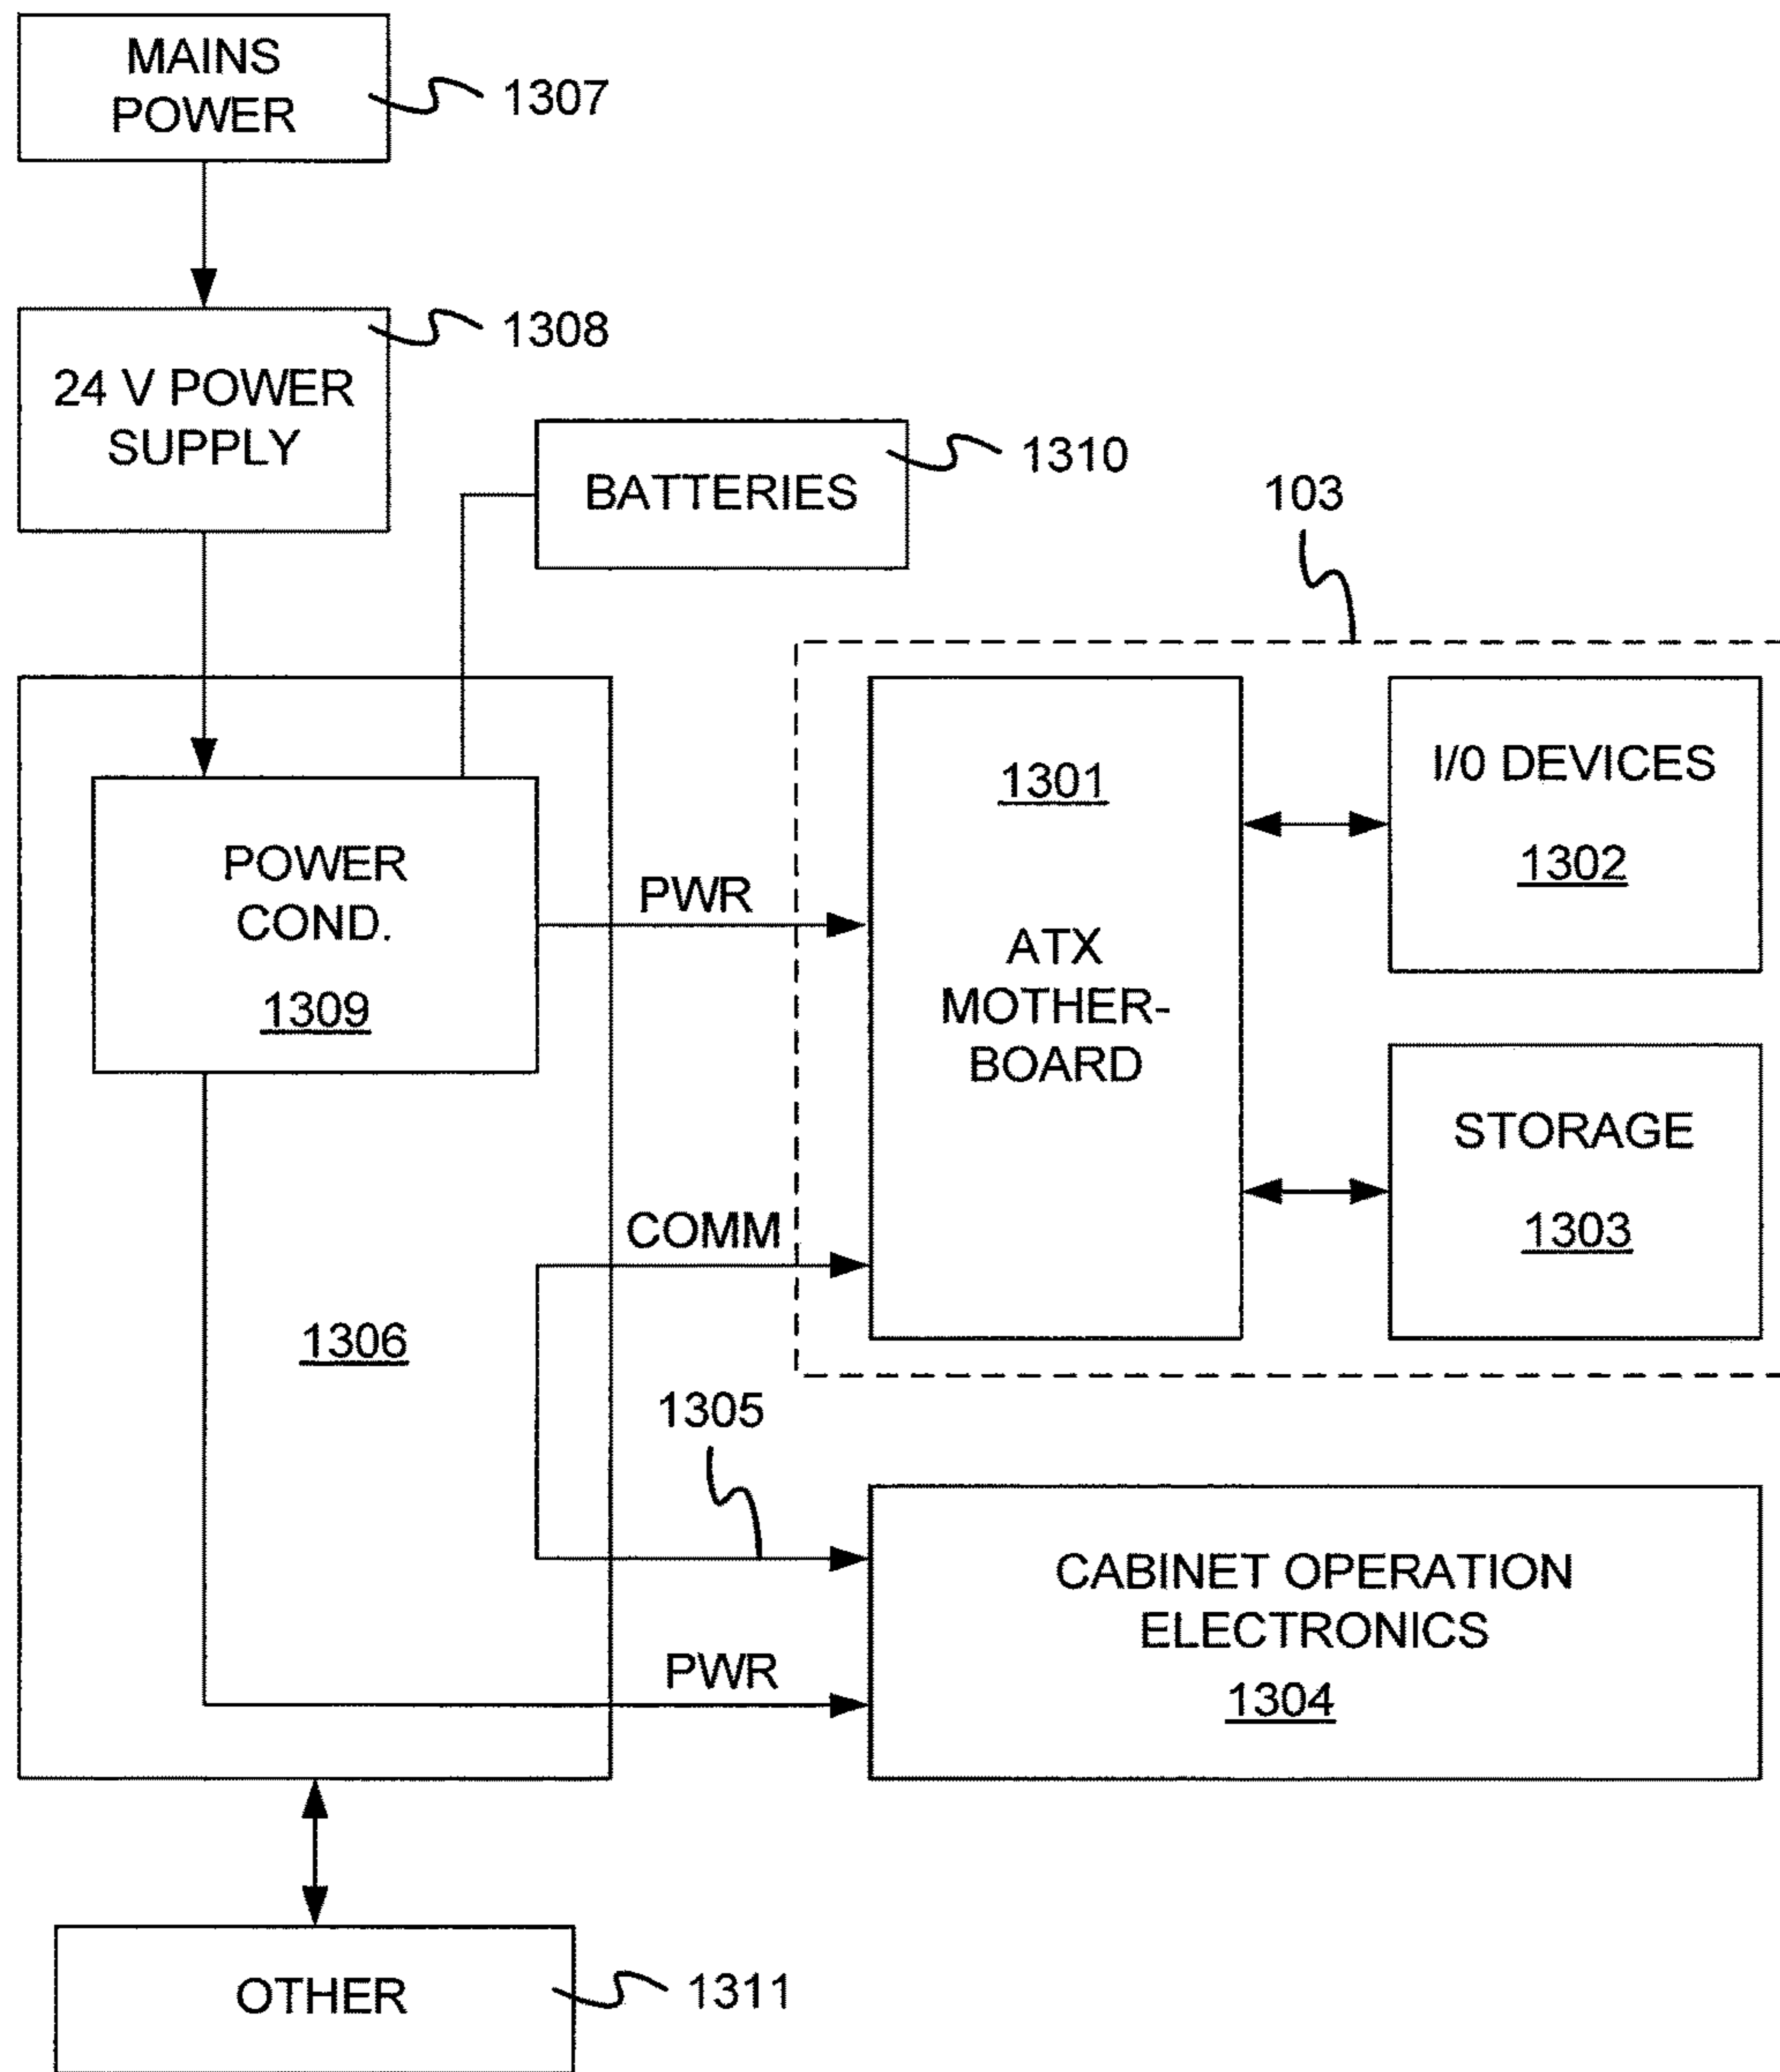 MAINS
POWER
1307
24 V POWER
SUPPLY
1308
BATTERIES
1310
103
POWER
COND.
1309
PWR
1301
ATX
MOTHER-
BOARD
I/0 DEVICES
1302
STORAGE
1303
COMM
1306
1305
CABINET OPERATION
ELECTRONICS
1304
PWR
OTHER
1311